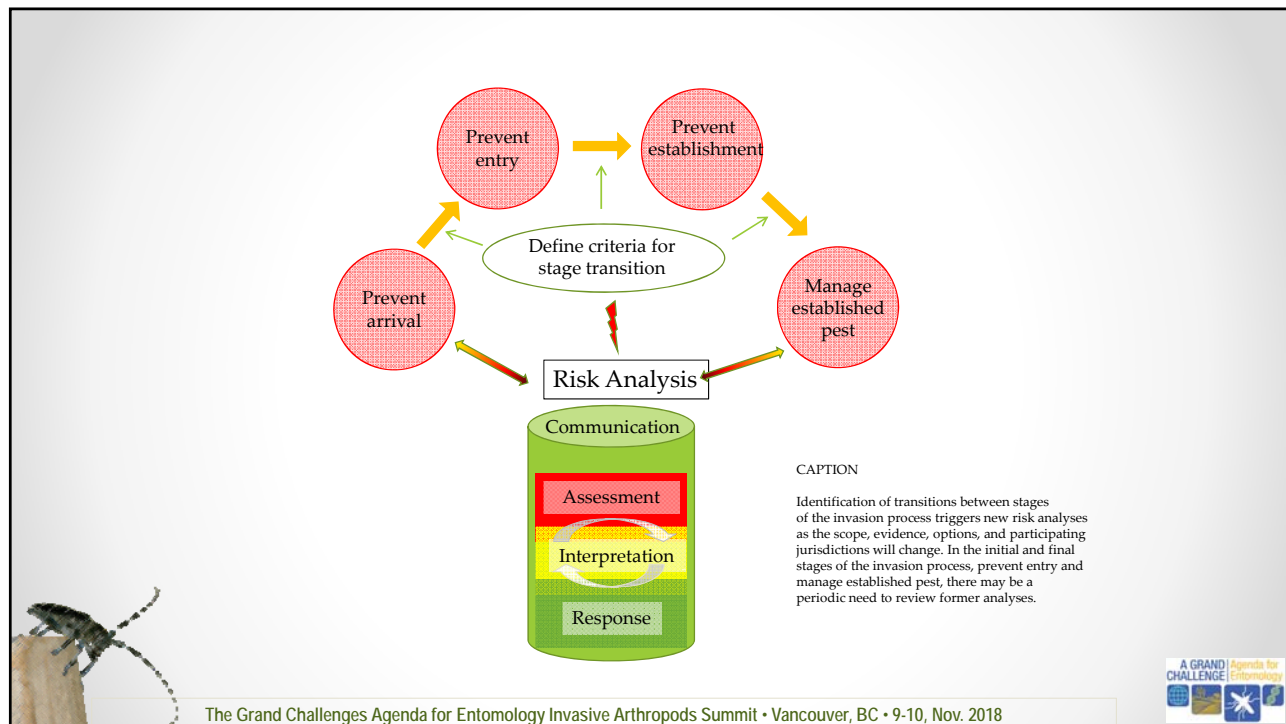 Prevent
entry
Prevent
establishment
Define criteria for
stage transition
Prevent
arrival
Manage
established
pest
Risk Analysis
Communication
Assessment
Interpretation
Response
CAPTION
Identification of transitions between stages
of the invasion process triggers new risk analyses
as the scope, evidence, options, and participating
jurisdictions will change. In the initial and final
stages of the invasion process, prevent entry and
manage established pest, there may be a
periodic need to review former analyses.
A GRAND
CHALLENGE
Agenda for
Entomology
The Grand Challenges Agenda for Entomology Invasive Arthropods Summit • Vancouver, BC • 9-10, Nov. 2018